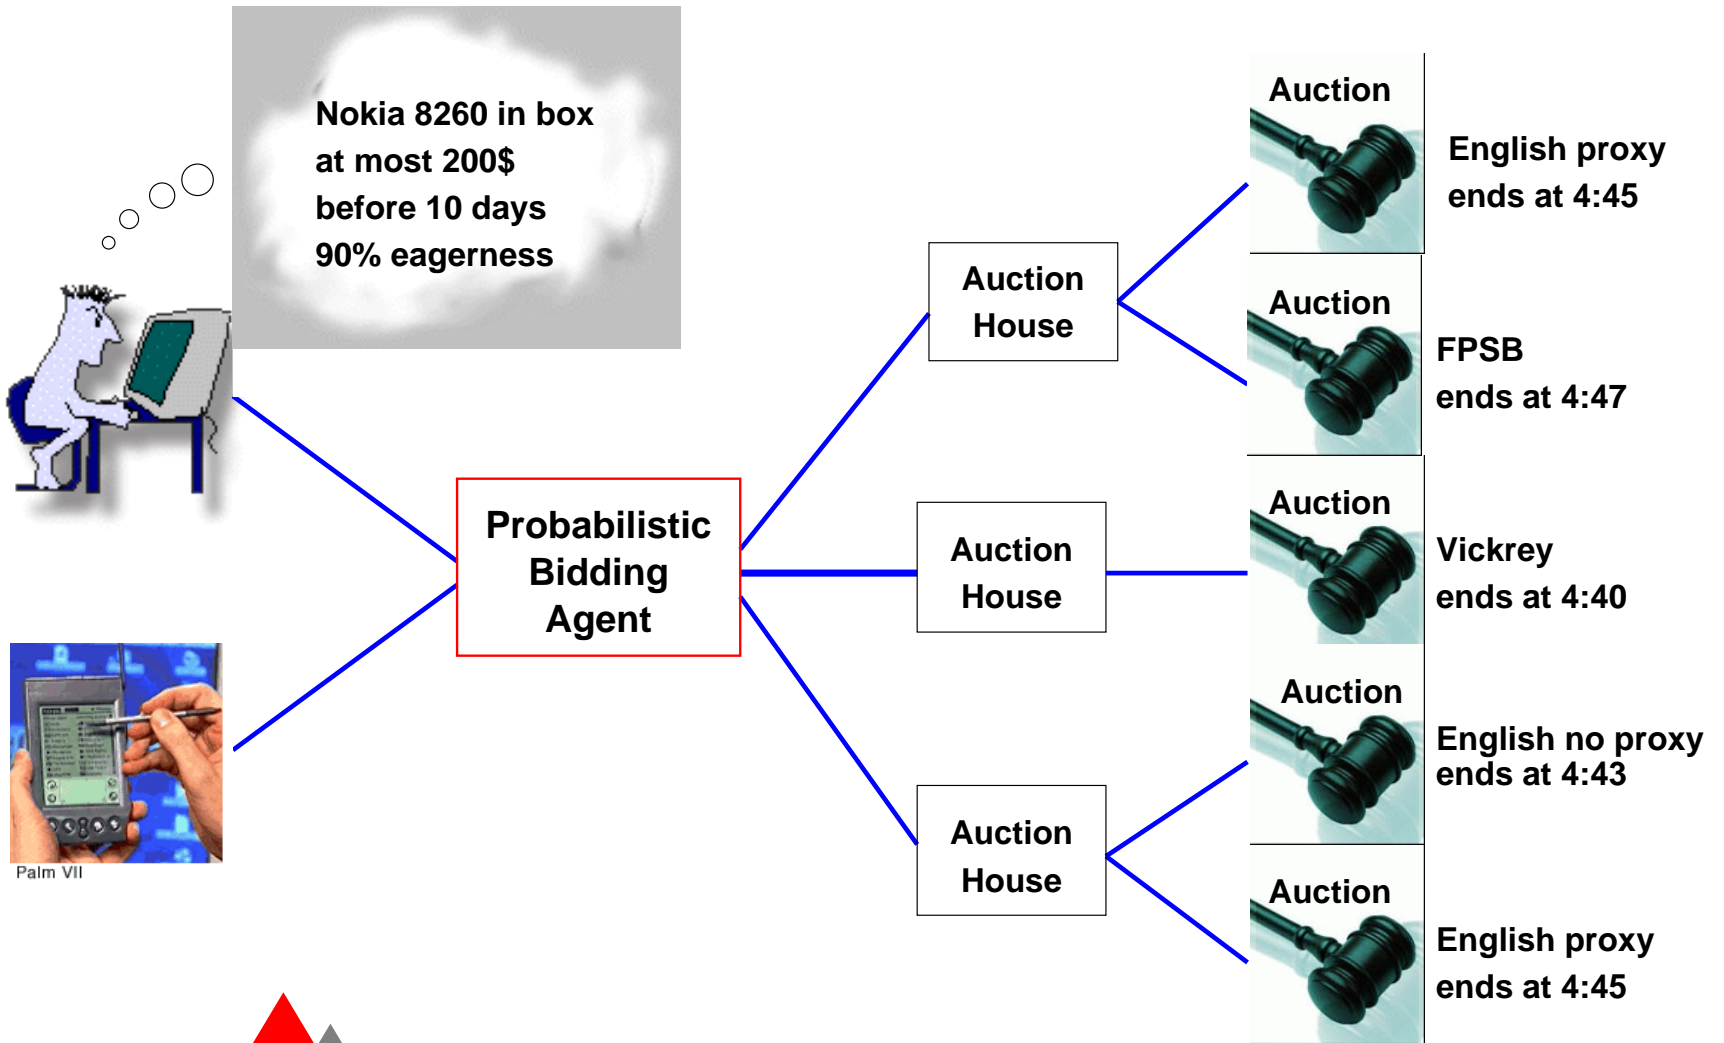 Nokia 8260 in box
at most 200$
before 10 days
90% eagerness
Palm VII
Probabilistic
Bidding
Agent
Auction
House
Auction
House
Auction
House
Auction
English proxy
ends at 4:45
Auction
FPSB
ends at 4:47
Auction
Vickrey
ends at 4:40
Auction
English no proxy
ends at 4:43
Auction
English proxy
ends at 4:45